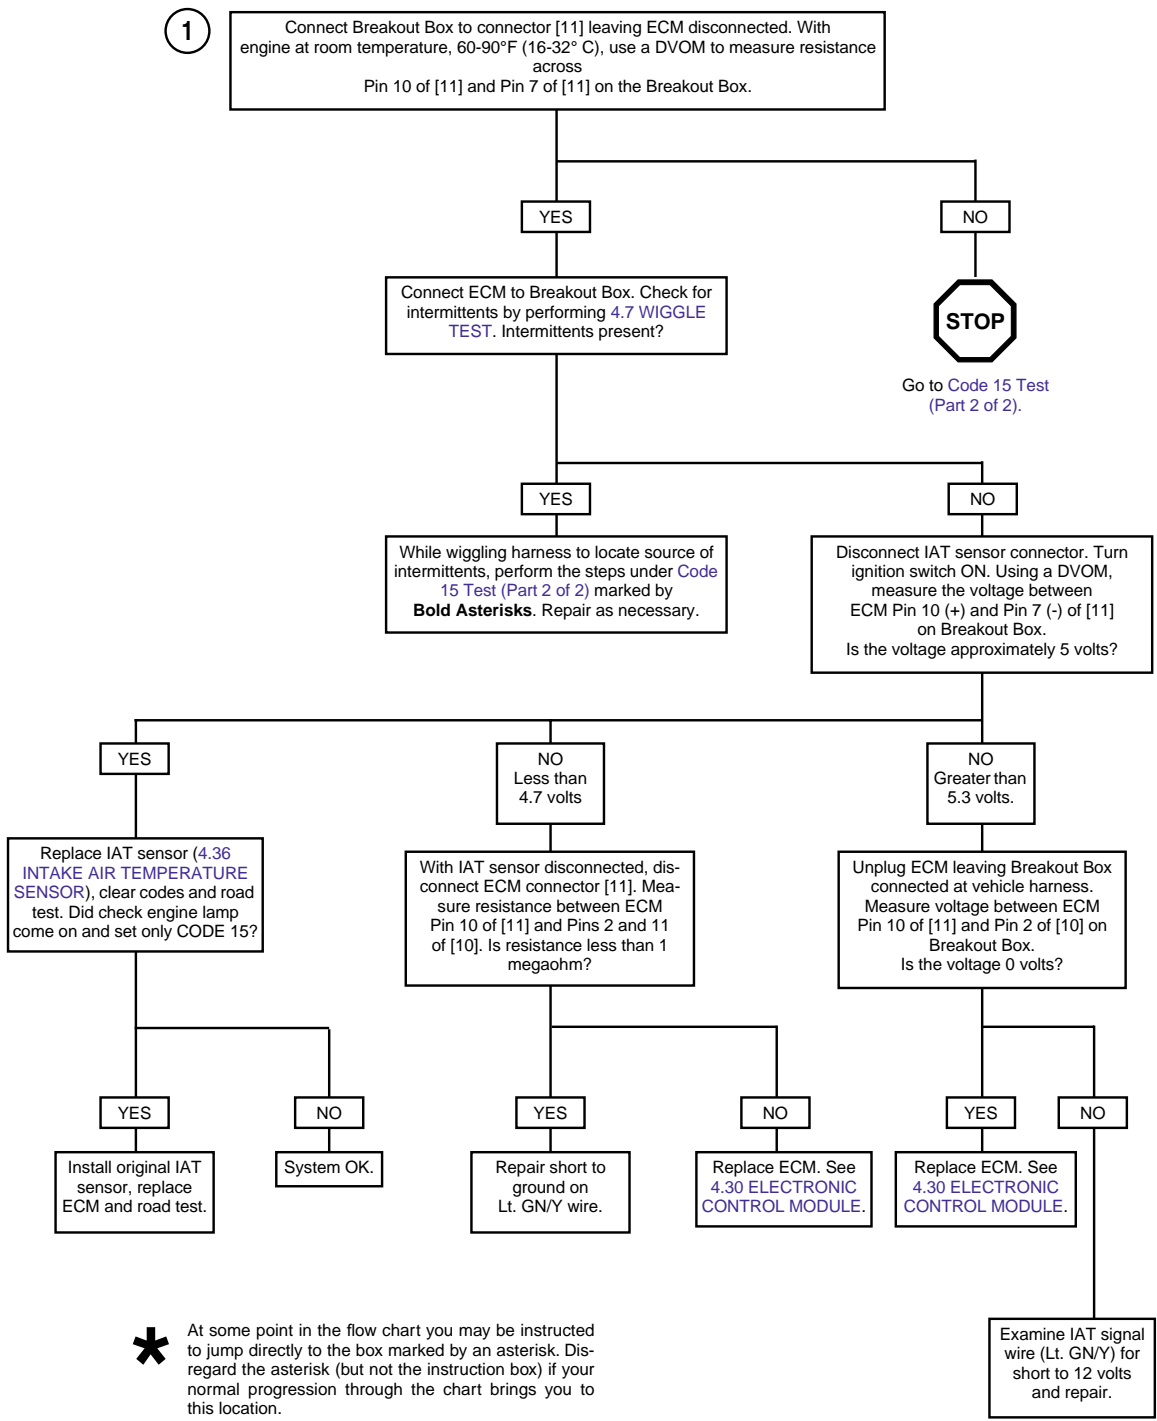 1
Connect Breakout Box to connector [11] leaving ECM disconnected. With
engine at room temperature, 60-90°F (16-32° C), use a DVOM to measure resistance
across
Pin 10 of [11] and Pin 7 of [11] on the Breakout Box.
YES
NO
Connect ECM to Breakout Box. Check for
intermittents by performing 4.7 WIGGLE
TEST. Intermittents present?
STOP
Go to Code 15 Test
(Part 2 of 2).
YES
NO
While wiggling harness to locate source of
intermittents, perform the steps under Code
15 Test (Part 2 of 2) marked by
Bold Asterisks. Repair as necessary.
Disconnect IAT sensor connector. Turn
ignition switch ON. Using a DVOM,
measure the voltage between
ECM Pin 10 (+) and Pin 7 (-) of [11]
on Breakout Box.
Is the voltage approximately 5 volts?
YES
NO
Less than
4.7 volts
NO
Greater than
5.3 volts.
Replace IAT sensor (4.36
INTAKE AIR TEMPERATURE
SENSOR), clear codes and road
test. Did check engine lamp
come on and set only CODE 15?
With IAT sensor disconnected, dis-
connect ECM connector [11]. Mea-
sure resistance between ECM
Pin 10 of [11] and Pins 2 and 11
of [10]. Is resistance less than 1
megaohm?
Unplug ECM leaving Breakout Box
connected at vehicle harness.
Measure voltage between ECM
Pin 10 of [11] and Pin 2 of [10] on
Breakout Box.
Is the voltage 0 volts?
YES
NO
YES
NO
YES
NO
Install original IAT
sensor, replace
ECM and road test.
System OK.
Repair short to
ground on
Lt. GN/Y wire.
Replace ECM. See
4.30 ELECTRONIC
CONTROL MODULE.
Replace ECM. See
4.30 ELECTRONIC
CONTROL MODULE.
Examine IAT signal
wire (Lt. GN/Y) for
short to 12 volts
and repair.
* At some point in the flow chart you may be instructed
to jump directly to the box marked by an asterisk. Dis-
regard the asterisk (but not the instruction box) if your
normal progression through the chart brings you to
this location.